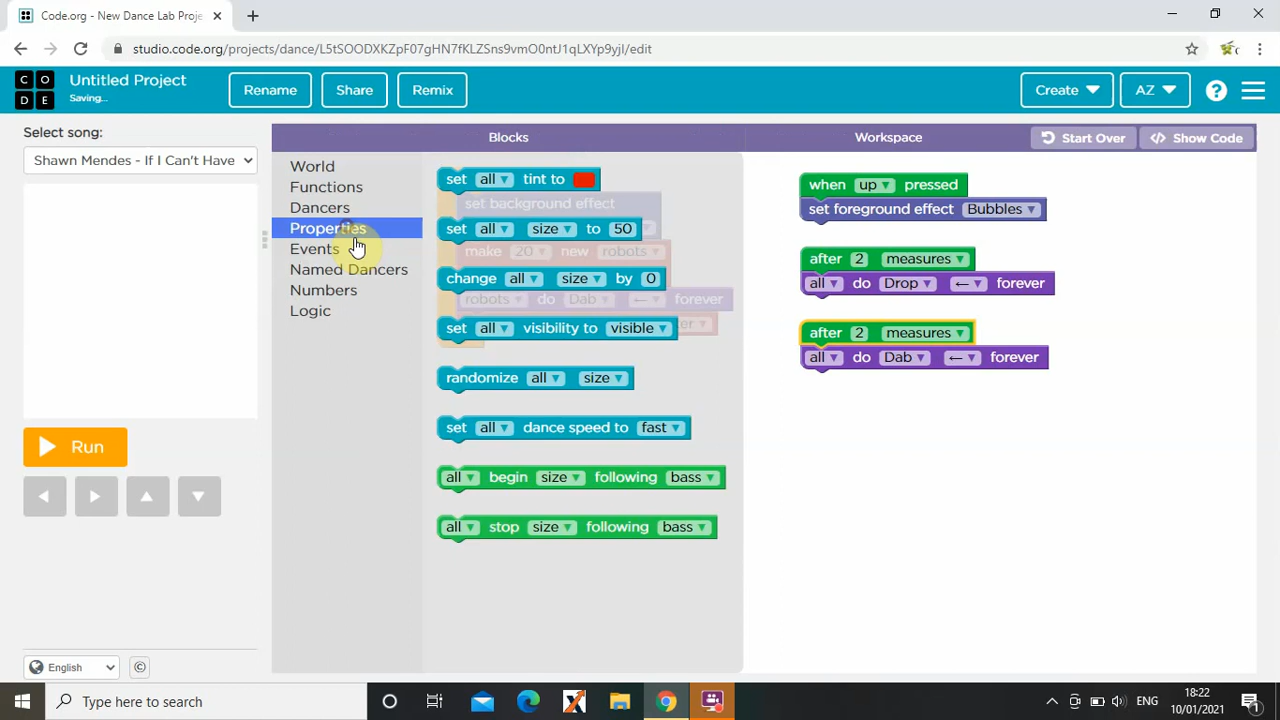 Code.org - New Dance Lab Proje
studio.code.org/projects/dance/L5tSOODXKZpF07gHN7fKLZSns9vmO0ntJ1qLXYp9yjl/edit
C O D E
Untitled Project
Saving...
Rename
Share
Remix
Create
AZ
?
Select song:
Shawn Mendes - If I Can't Have
Run
Blocks
World
Functions
Dancers
Properties
Events
Named Dancers
Numbers
Logic
set all tint to
set background effect
set all size to 50
make 20 new robots
change all size by 0
robots do Dab ← forever
set all visibility to visible
randomize all size
set all dance speed to fast
all begin size following bass
all stop size following bass
Workspace
Start Over
Show Code
when up pressed
set foreground effect Bubbles
after 2 measures
all do Drop ← forever
after 2 measures
all do Dab ← forever
English
©
Type here to search
ENG
18:22
10/01/2021
1